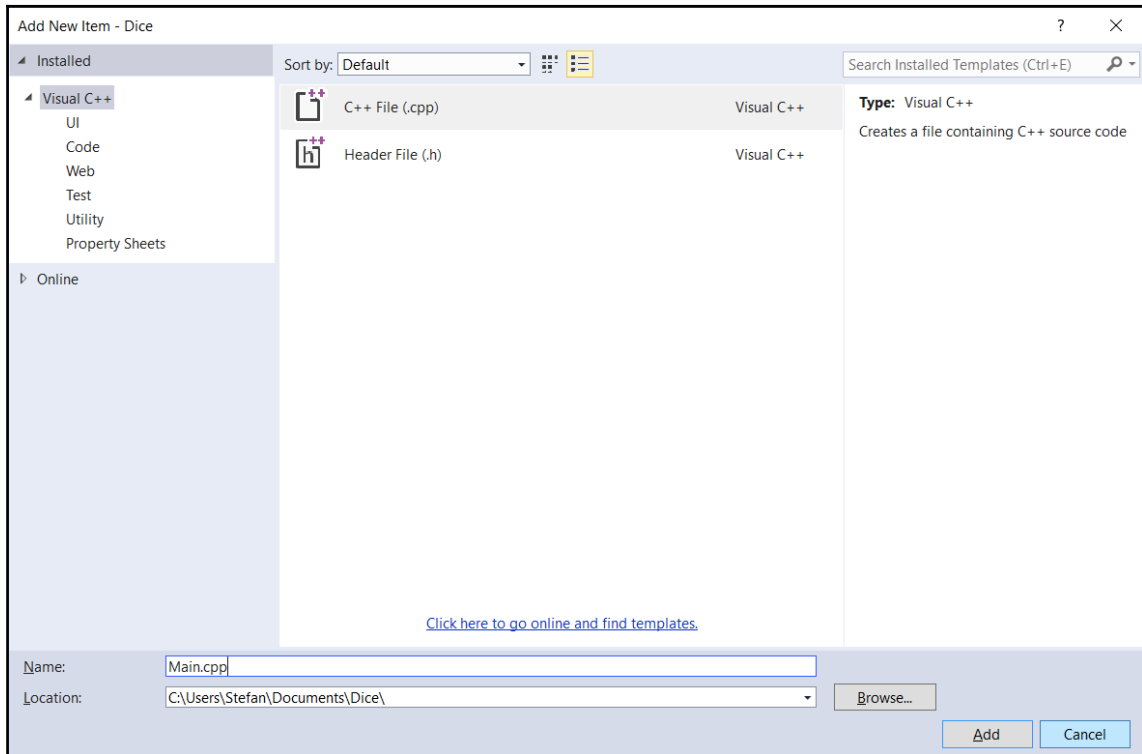 Add New Item - Dice
?
Installed
Sort by: Default
Search Installed Templates (Ctrl+E)
Visual C++
UI
Code
Web
Test
Utility
Property Sheets
Online
C++ File (.cpp) Visual C++
Header File (.h) Visual C++
Type: Visual C++
Creates a file containing C++ source code
Click here to go online and find templates.
Name: Main.cpp
Location: C:\Users\Stefan\Documents\Dice\
Browse...
Add Cancel